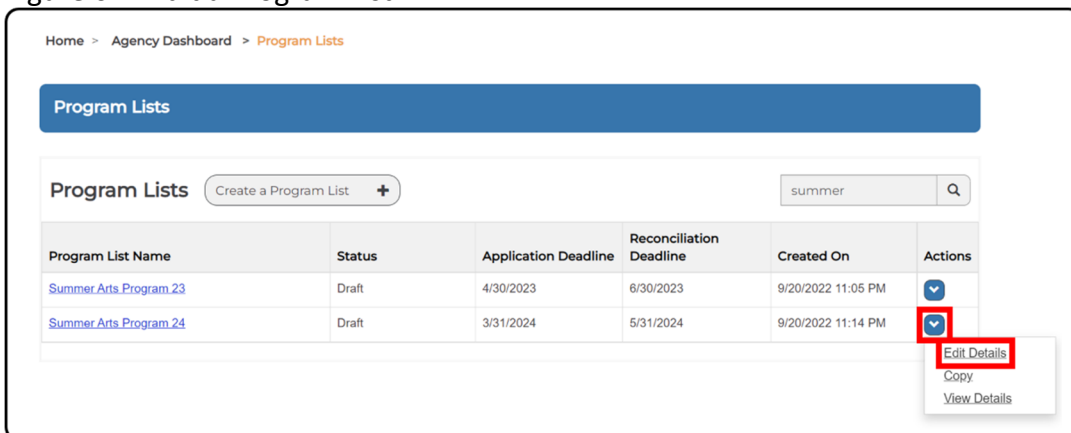 Home > Agency Dashboard > Program Lists
Program Lists
Program Lists Create a Program List + summer
Program List Name Status Application Deadline Reconciliation Deadline Created On Actions
Summer Arts Program 23 Draft 4/30/2023 6/30/2023 9/20/2022 11:05 PM
Summer Arts Program 24 Draft 3/31/2024 5/31/2024 9/20/2022 11:14 PM
Edit Details
Copy
View Details